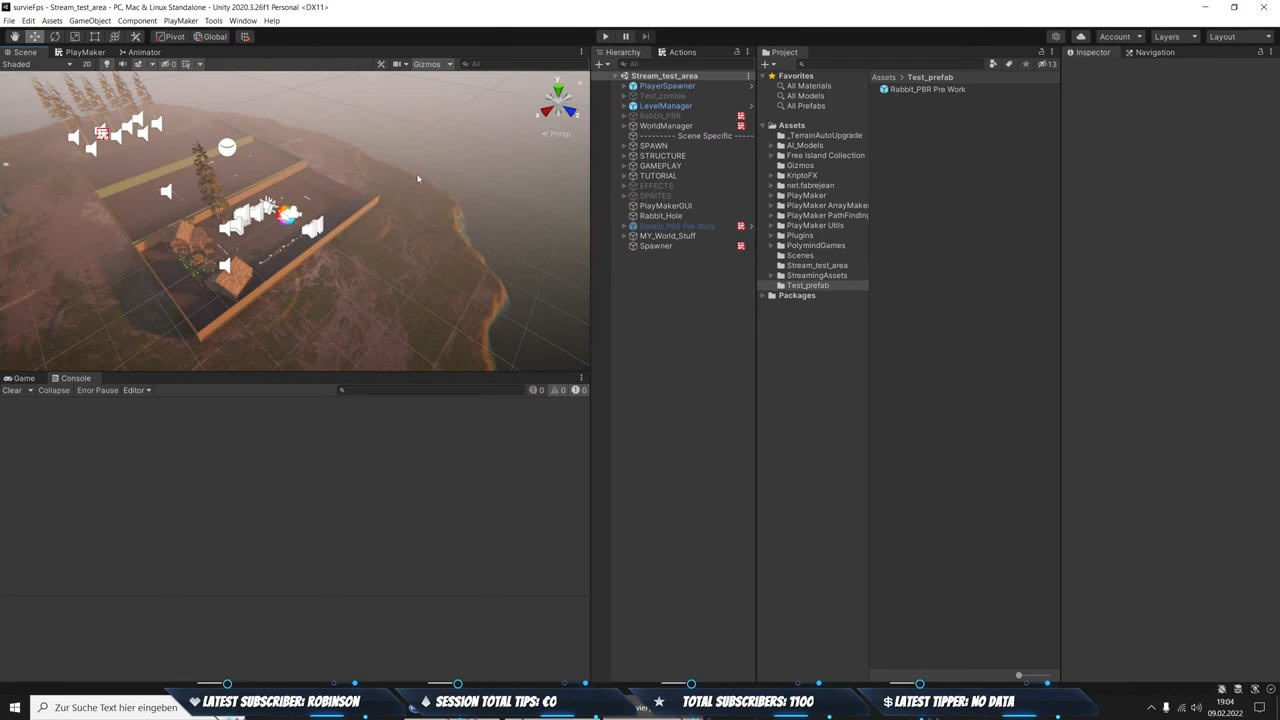 survieFps - Stream_test_area - PC, Mac & Linux Standalone - Unity 2020.3.26f1 Personal <DX11>
File Edit Assets GameObject Component PlayMaker Tools Window Help
Pivot Global Account Layers Layout
Scene PlayMaker Animator
Shaded 2D 0 Gizmos All
y
x z
Persp
Game Console
Clear Collapse Error Pause Editor 0 0 0
Hierarchy Actions
All
Stream_test_area
PlayerSpawner
Test_zombie
LevelManager
Rabbit_PBR
WorldManager
--------- Scene Specific -----
SPAWN
STRUCTURE
GAMEPLAY
TUTORIAL
EFFECTS
SPRITES
PlayMakerGUI
Rabbit_Hole
Rabbit_PBR Pre Work
MY_World_Stuff
Spawner
Project
13
Favorites
All Materials
All Models
All Prefabs
Assets
_TerrainAutoUpgrade
AI_Models
Free Island Collection
Gizmos
KriptoFX
net.fabrejean
PlayMaker
PlayMaker ArrayMaker
PlayMaker PathFinding
PlayMaker Utils
Plugins
PolymindGames
Scenes
Stream_test_area
StreamingAssets
Test_prefab
Packages
Assets Test_prefab
Rabbit_PBR Pre Work
Inspector Navigation
Zur Suche Text hier eingeben
LATEST SUBSCRIBER: ROBINSON
SESSION TOTAL TIPS: €0
TOTAL SUBSCRIBERS: 1100
LATEST TIPPER: NO DATA
19:04
09.02.2022